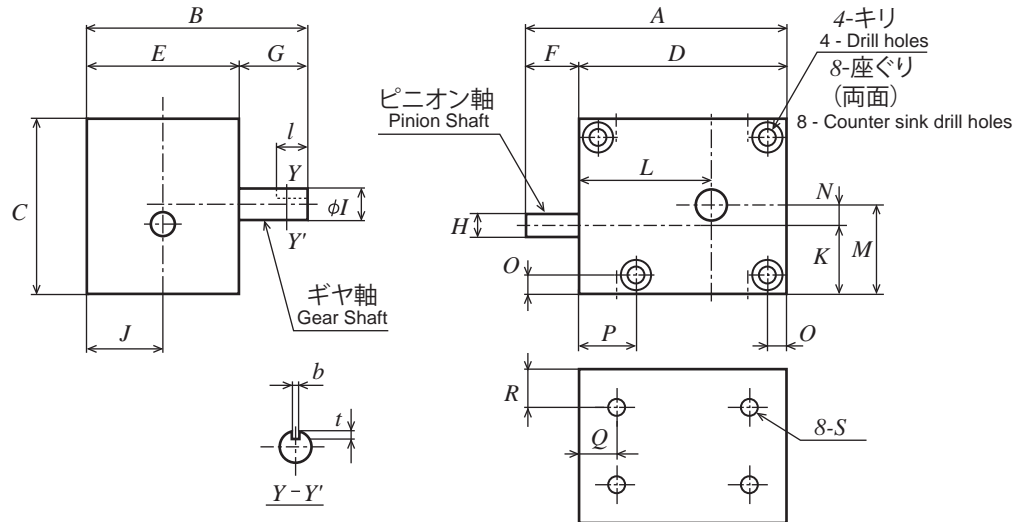 B
E
G
C
l
Y
ϕI
Y'
ギヤ軸
Gear Shaft
J
b
t
Y−Y'
A
F
D
4-キリ
4 - Drill holes
8-座ぐり
(両面)
8 - Counter sink drill holes
ピニオン軸
Pinion Shaft
L
N
H
K
M
O
P
O
R
Q
8-S